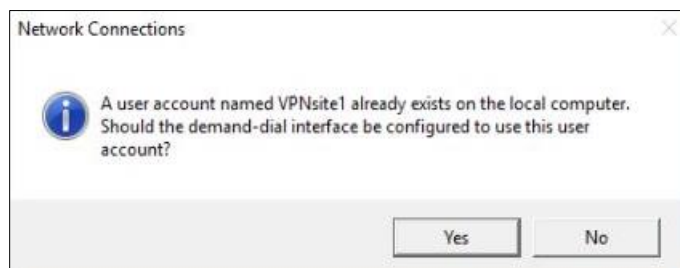 Network Connections
A user account named VPNsite1 already exists on the local computer.
Should the demand-dial interface be configured to use this user
account?
Yes
No